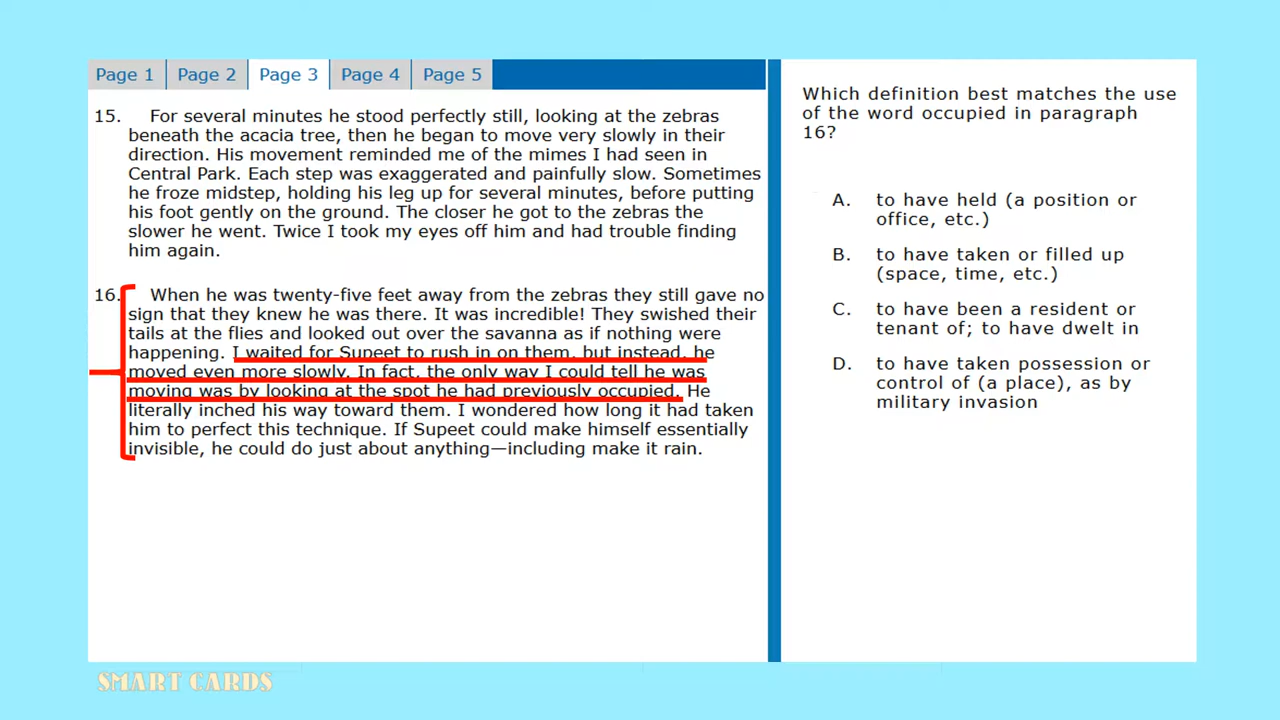 Page 1 Page 2 Page 3 Page 4 Page 5
15. For several minutes he stood perfectly still, looking at the zebras
beneath the acacia tree, then he began to move very slowly in their
direction. His movement reminded me of the mimes I had seen in
Central Park. Each step was exaggerated and painfully slow. Sometimes
he froze midstep, holding his leg up for several minutes, before putting
his foot gently on the ground. The closer he got to the zebras the
slower he went. Twice I took my eyes off him and had trouble finding
him again.
16. When he was twenty-five feet away from the zebras they still gave no
sign that they knew he was there. It was incredible! They swished their
tails at the flies and looked out over the savanna as if nothing were
happening. I waited for Supeet to rush in on them, but instead, he
moved even more slowly. In fact, the only way I could tell he was
moving was by looking at the spot he had previously occupied. He
literally inched his way toward them. I wondered how long it had taken
him to perfect this technique. If Supeet could make himself essentially
invisible, he could do just about anything—including make it rain.
Which definition best matches the use
of the word occupied in paragraph
16?
A. to have held (a position or
office, etc.)
B. to have taken or filled up
(space, time, etc.)
C. to have been a resident or
tenant of; to have dwelt in
D. to have taken possession or
control of (a place), as by
military invasion
SMART CARDS